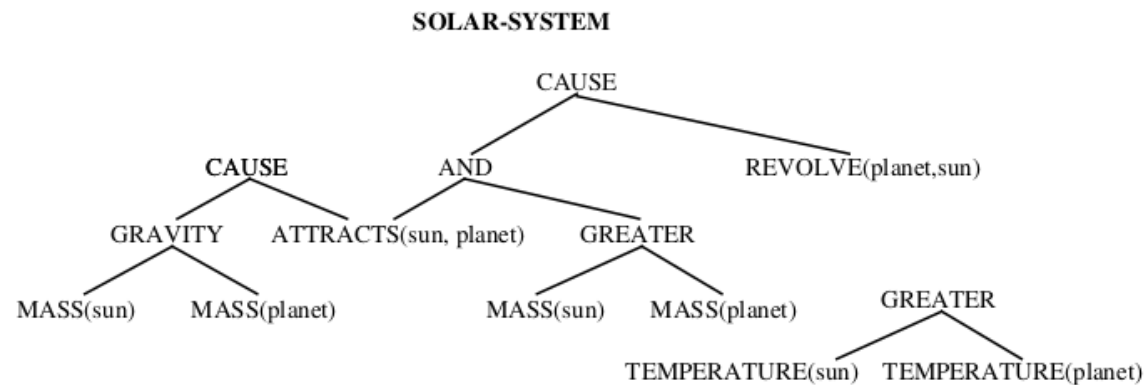 SOLAR-SYSTEM
CAUSE
CAUSE AND REVOLVE(planet,sun)
GRAVITY ATTRACTS(sun, planet) GREATER
MASS(sun) MASS(planet) MASS(sun) MASS(planet) GREATER
TEMPERATURE(sun) TEMPERATURE(planet)